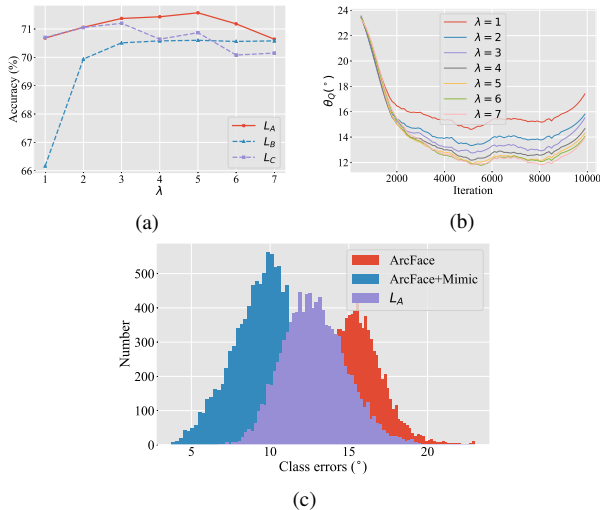 71
70
69
68
67
66
Accuracy (%)
1 2 3 4 5 6 7
λ
L_A
L_B
L_C
(a)
24
22
20
18
16
14
12
θ_Q(°)
λ = 1
λ = 2
λ = 3
λ = 4
λ = 5
λ = 6
λ = 7
2000 4000 6000 8000 10000
Iteration
(b)
500
400
300
200
100
0
Number
ArcFace
ArcFace+Mimic
L_A
5 10 15 20
Class errors (°)
(c)